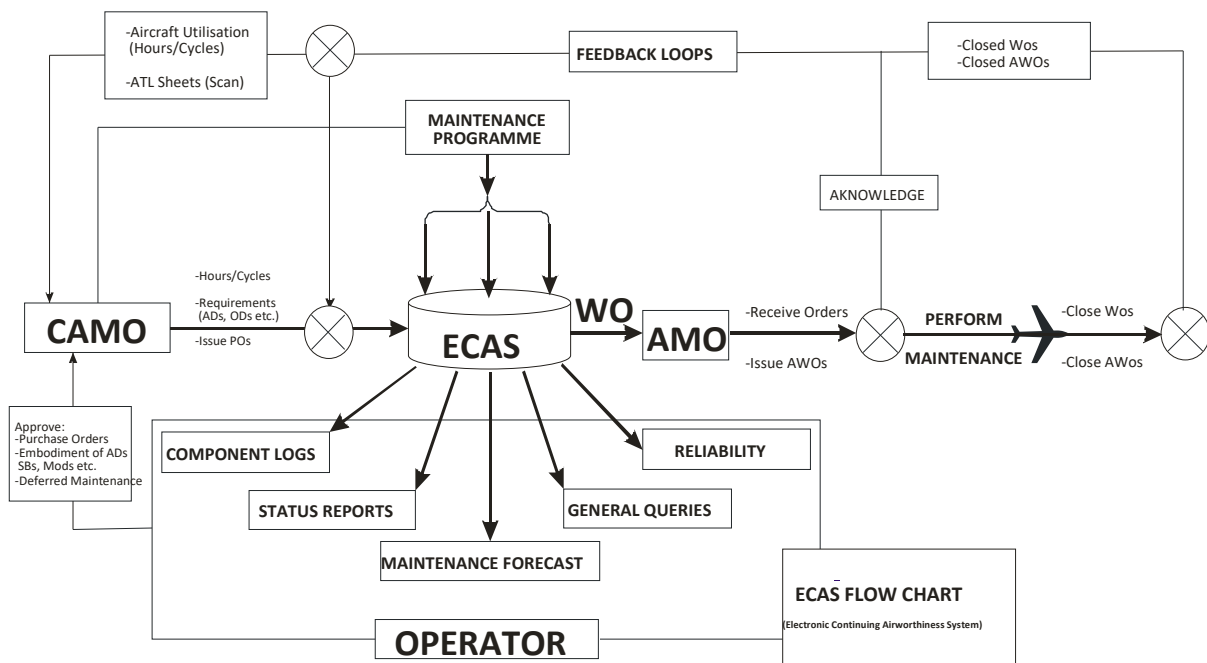 -Aircraft Utilisation
(Hours/Cycles)
-ATL Sheets (Scan)
FEEDBACK LOOPS
-Closed Wos
-Closed AWOs
MAINTENANCE
PROGRAMME
AKNOWLEDGE
-Hours/Cycles
-Requirements
(ADs, ODs etc.)
-Issue POs
CAMO
ECAS
WO
AMO
-Receive Orders
-Issue AWOs
PERFORM
MAINTENANCE
-Close Wos
-Close AWos
Approve:
-Purchase Orders
-Embodiment of ADs
SBs, Mods etc.
-Deferred Maintenance
COMPONENT LOGS
RELIABILITY
STATUS REPORTS
GENERAL QUERIES
MAINTENANCE FORECAST
OPERATOR
ECAS FLOW CHART
(Electronic Continuing Airworthiness System)